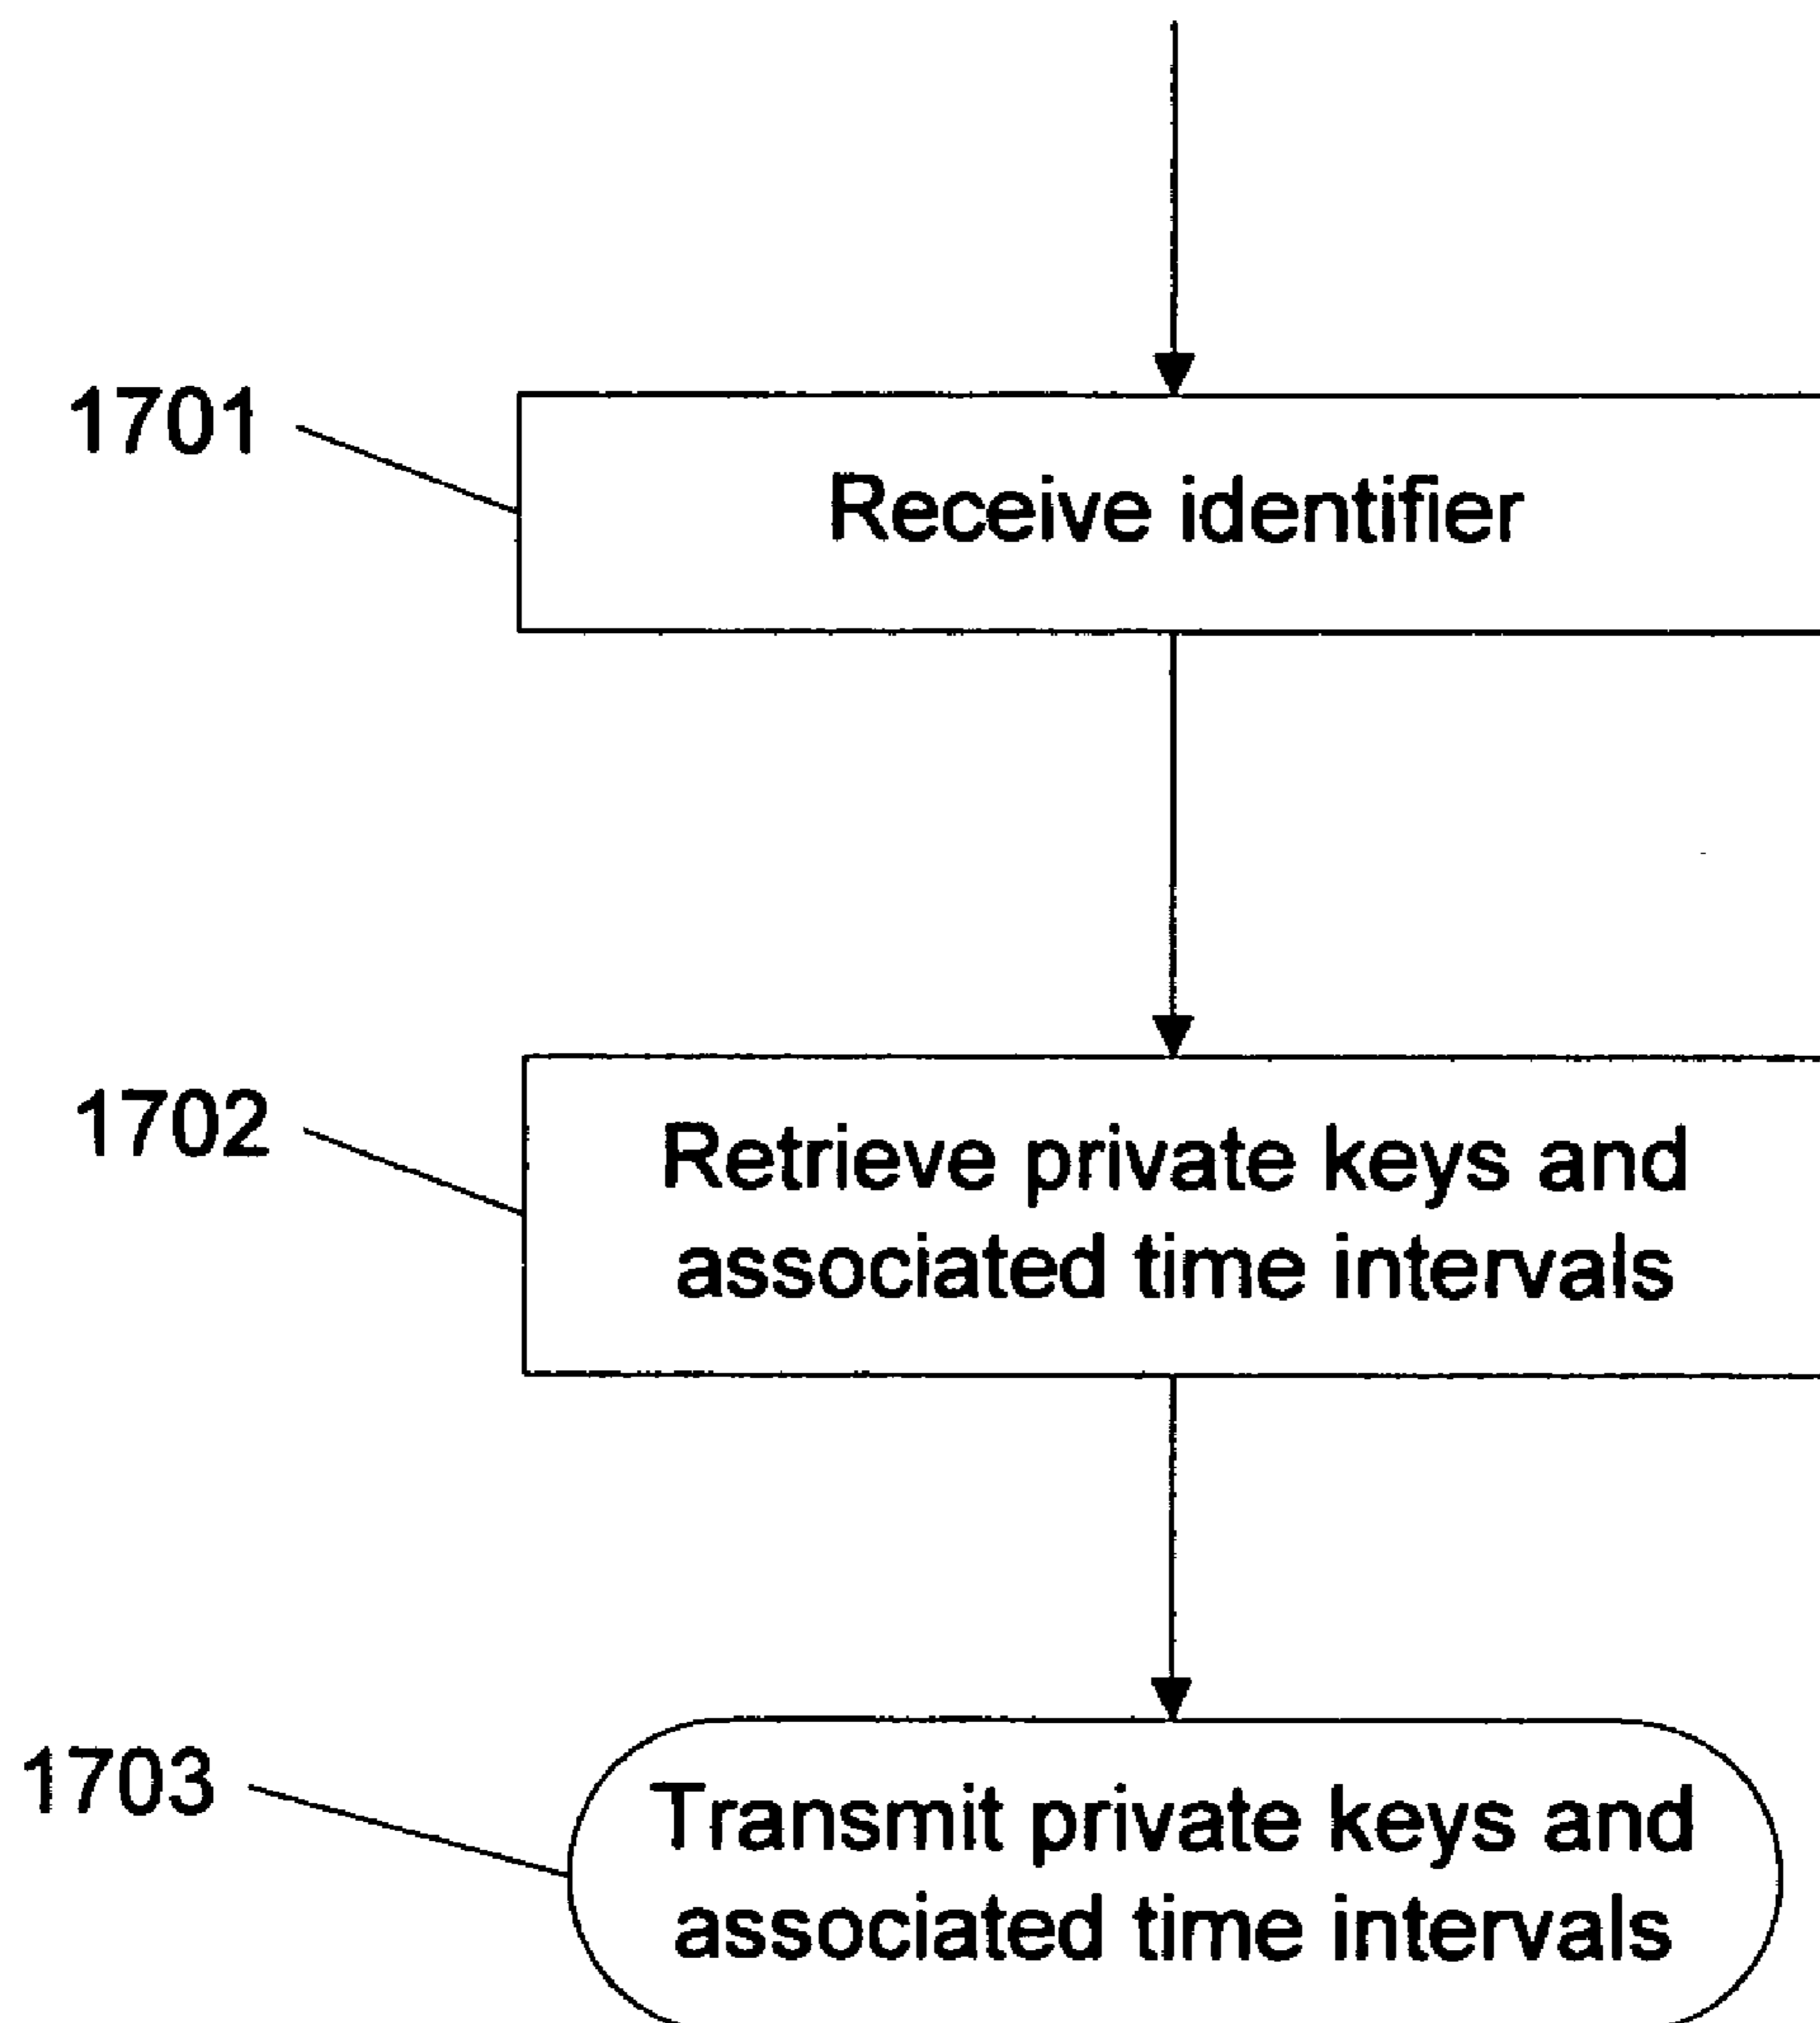 1701
Receive identifier
1702
Retrieve private keys and
associated time intervals
1703
Transmit private keys and
associated time intervals